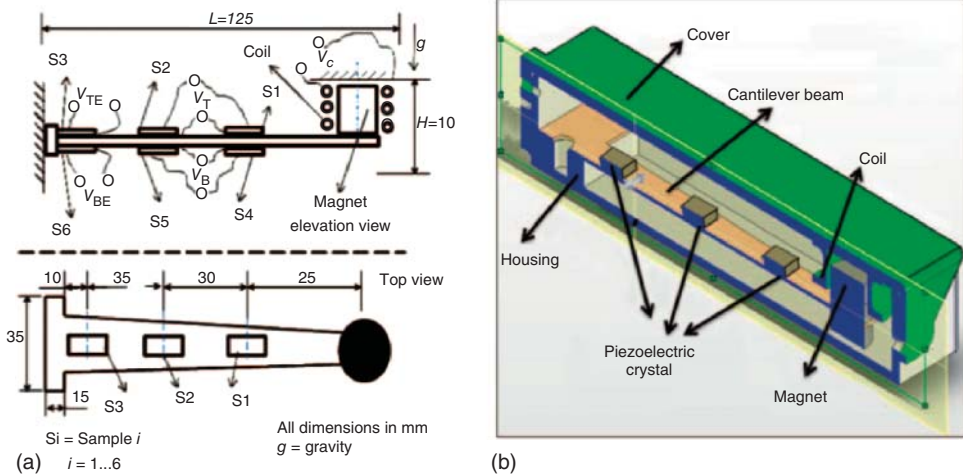 L=125
g
S3
S2
Coil
V_c
S1
V_TE
V_T
H=10
V_BE
V_B
Magnet
elevation view
S6
S5
S4
Top view
10
35
30
25
35
15
S3
S2
S1
Si = Sample i
i = 1...6
All dimensions in mm
g = gravity
(a)
Cover
Cantilever beam
Coil
Housing
Piezoelectric
crystal
Magnet
(b)